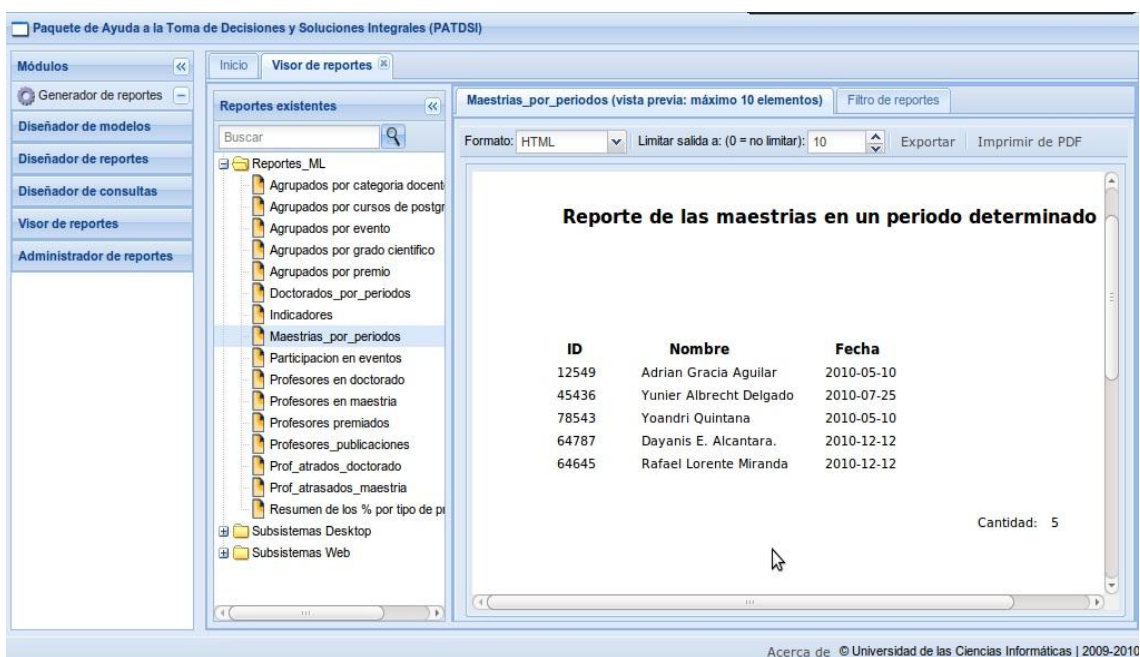 Paquete de Ayuda a la Toma de Decisiones y Soluciones Integrales (PATDSI)
Módulos
Generador de reportes
Diseñador de modelos
Diseñador de reportes
Diseñador de consultas
Visor de reportes
Administrador de reportes
Inicio Visor de reportes
Reportes existentes
Buscar
Reportes_ML
Agrupados por categoria docent
Agrupados por cursos de postgr
Agrupados por evento
Agrupados por grado cientifico
Agrupados por premio
Doctorados_por_periodos
Indicadores
Maestrias_por_periodos
Participacion en eventos
Profesores en doctorado
Profesores en maestria
Profesores premiados
Profesores_publicaciones
Prof_atrados_doctorado
Prof_atrasados_maestria
Resumen de los % por tipo de pr
Subsistemas Desktop
Subsistemas Web
Maestrias_por_periodos (vista previa: máximo 10 elementos) Filtro de reportes
Formato: HTML Limitar salida a: (0 = no limitar): 10 Exportar Imprimir de PDF
Reporte de las maestrias en un periodo determinado
ID Nombre Fecha
12549 Adrian Gracia Aguilar 2010-05-10
45436 Yunier Albrecht Delgado 2010-07-25
78543 Yoandri Quintana 2010-05-10
64787 Dayanis E. Alcantara. 2010-12-12
64645 Rafael Lorente Miranda 2010-12-12
Cantidad: 5
Acerca de © Universidad de las Ciencias Informáticas | 2009-2010